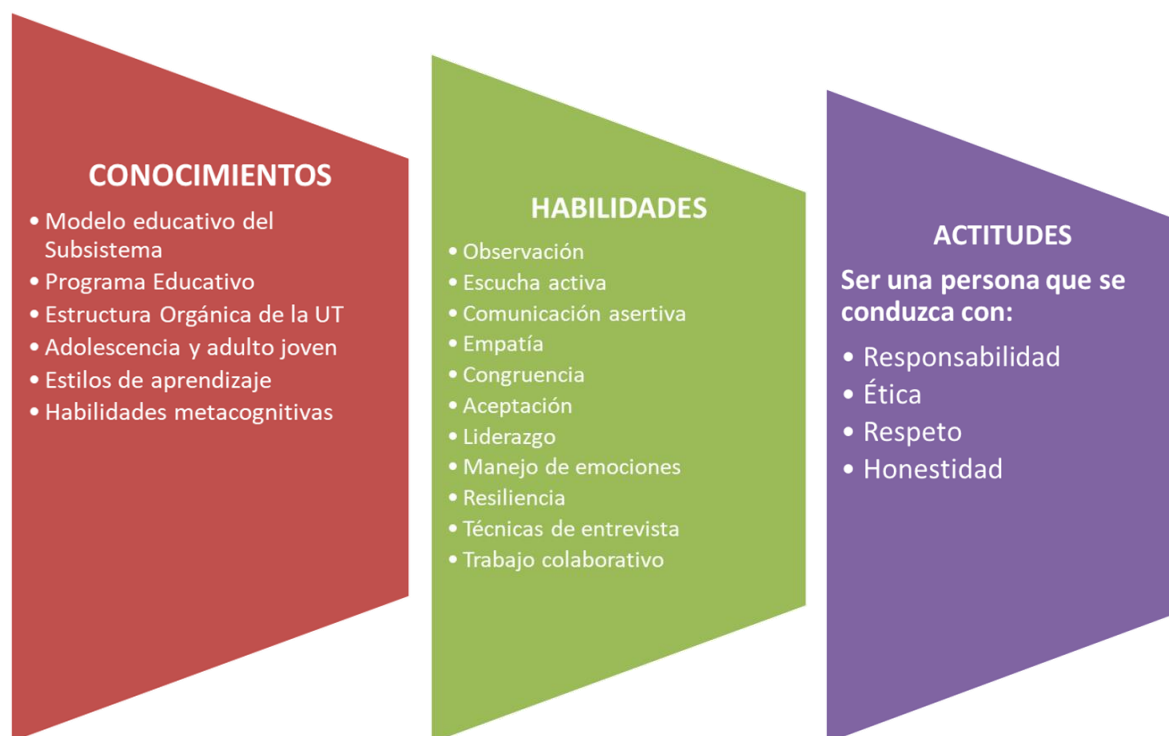 CONOCIMIENTOS
• Modelo educativo del
Subsistema
• Programa Educativo
• Estructura Orgánica de la UT
• Adolescencia y adulto joven
• Estilos de aprendizaje
• Habilidades metacognitivas
HABILIDADES
• Observación
• Escucha activa
• Comunicación asertiva
• Empatía
• Congruencia
• Aceptación
• Liderazgo
• Manejo de emociones
• Resiliencia
• Técnicas de entrevista
• Trabajo colaborativo
ACTITUDES
Ser una persona que se
conduzca con:
• Responsabilidad
• Ética
• Respeto
• Honestidad